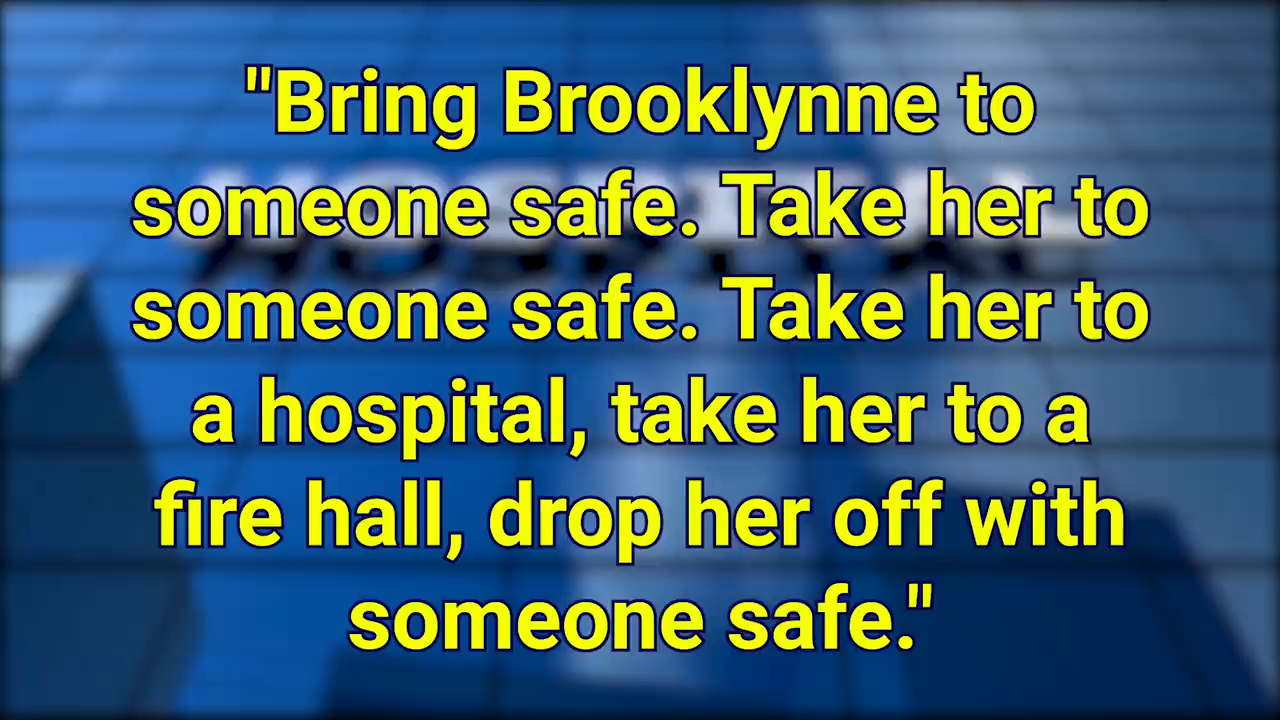 "Bring Brooklynne to
someone safe. Take her to
someone safe. Take her to
a hospital, take her to a
fire hall, drop her off with
someone safe."
HOSPITAL